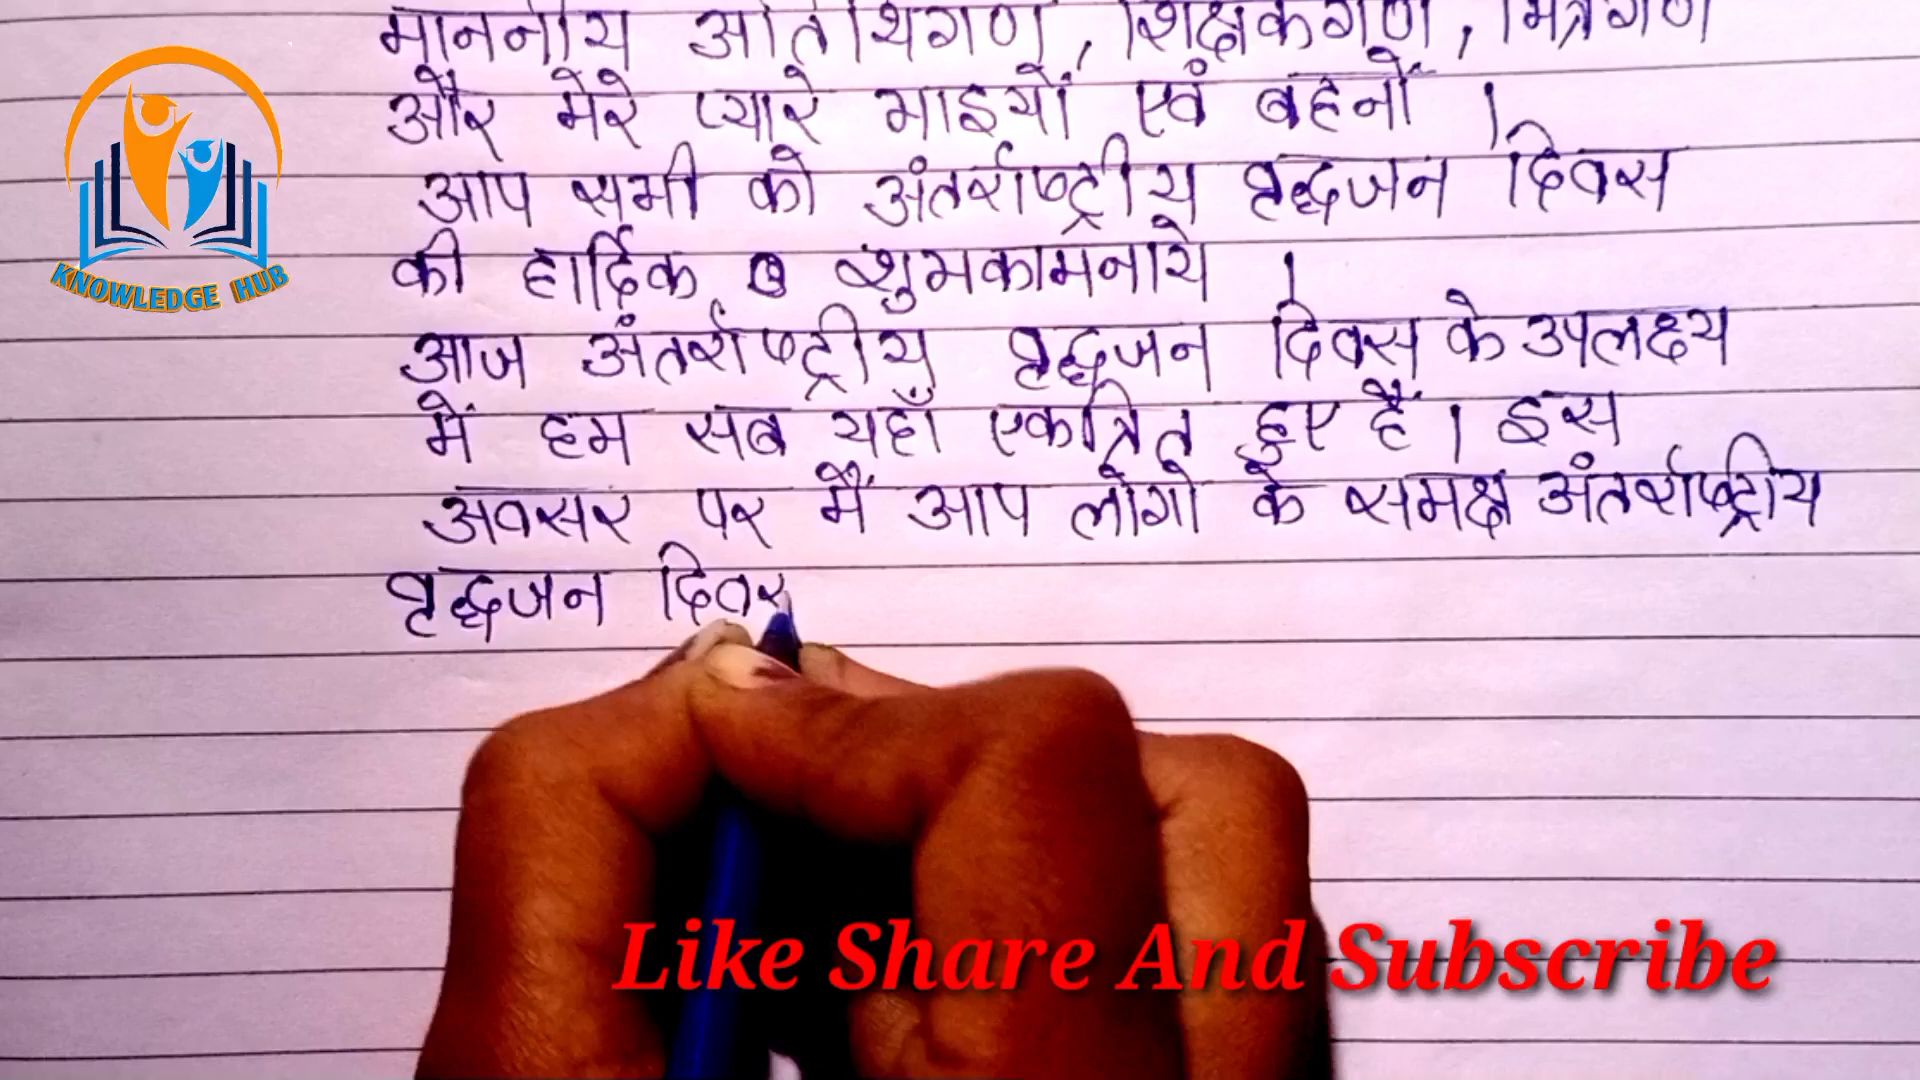 माननीय अतिथिगण, शिक्षकगण, मित्रगण
और मेरे प्यारे भाइयों एवं बहनों ।
आप सभी को अंतर्राष्ट्रीय वृद्धजन दिवस
की हार्दिक शुभकामनाये ।
आज अंतर्राष्ट्रीय वृद्धजन दिवस के उपलक्ष्य
में हम सब यहाँ एकत्रित हुए हैं । इस
अवसर पर मैं आप लोगो के समक्ष अंतर्राष्ट्रीय
वृद्धजन
KNOWLEDGE HUB
Like Share And Subscribe